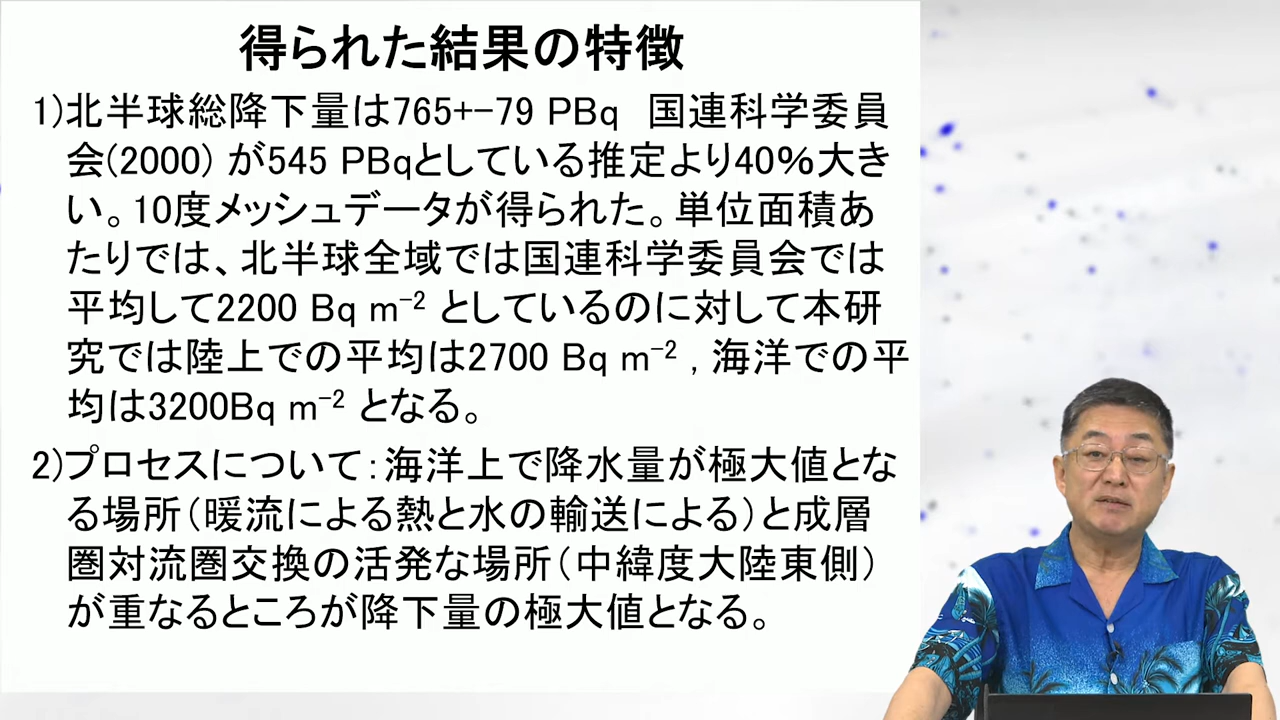 得られた結果の特徴
1)北半球総降下量は765+-79 PBq　国連科学委員
会(2000) が545 PBqとしている推定より40%大き
い。10度メッシュデータが得られた。単位面積あ
たりでは、北半球全域では国連科学委員会では
平均して2200 Bq m⁻² としているのに対して本研
究では陸上での平均は2700 Bq m⁻² , 海洋での平
均は3200Bq m⁻² となる。
2)プロセスについて:海洋上で降水量が極大値とな
る場所(暖流による熱と水の輸送による)と成層
圏対流圏交換の活発な場所(中緯度大陸東側)
が重なるところが降下量の極大値となる。